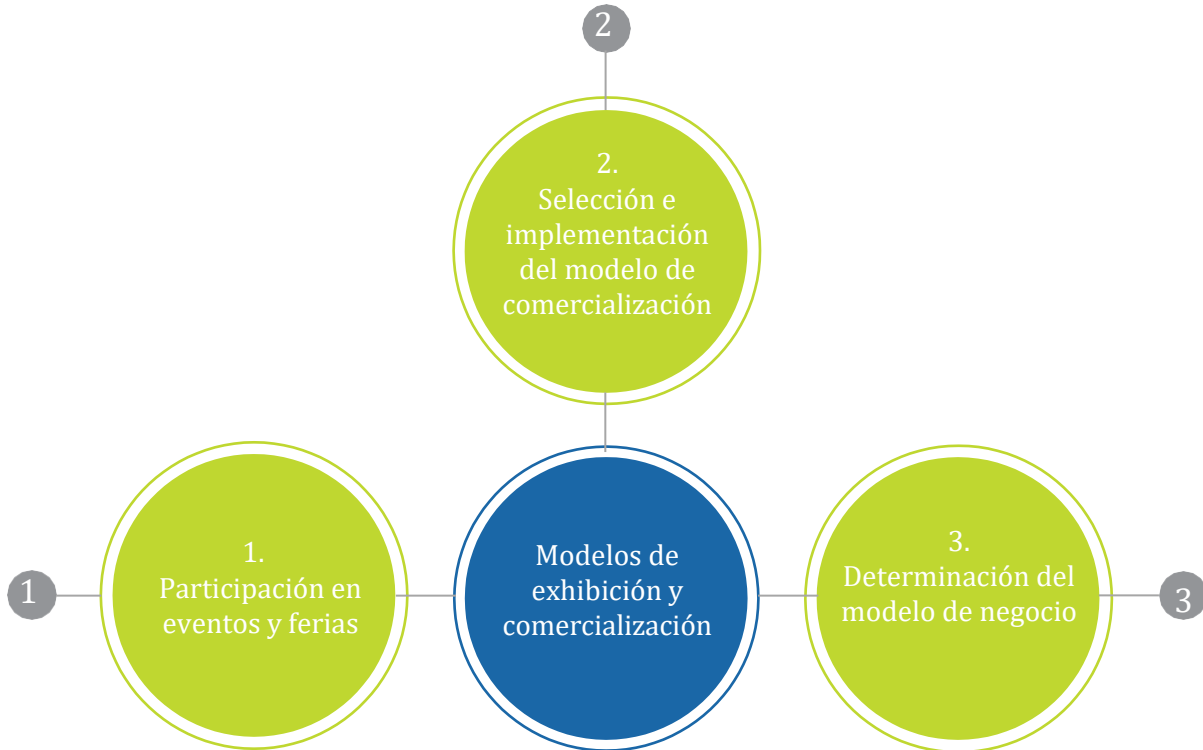 2
2.
Selección e
implementación
del modelo de
comercialización
1
1.
Participación en
eventos y ferias
Modelos de
exhibición y
comercialización
3.
Determinación del
modelo de negocio
3